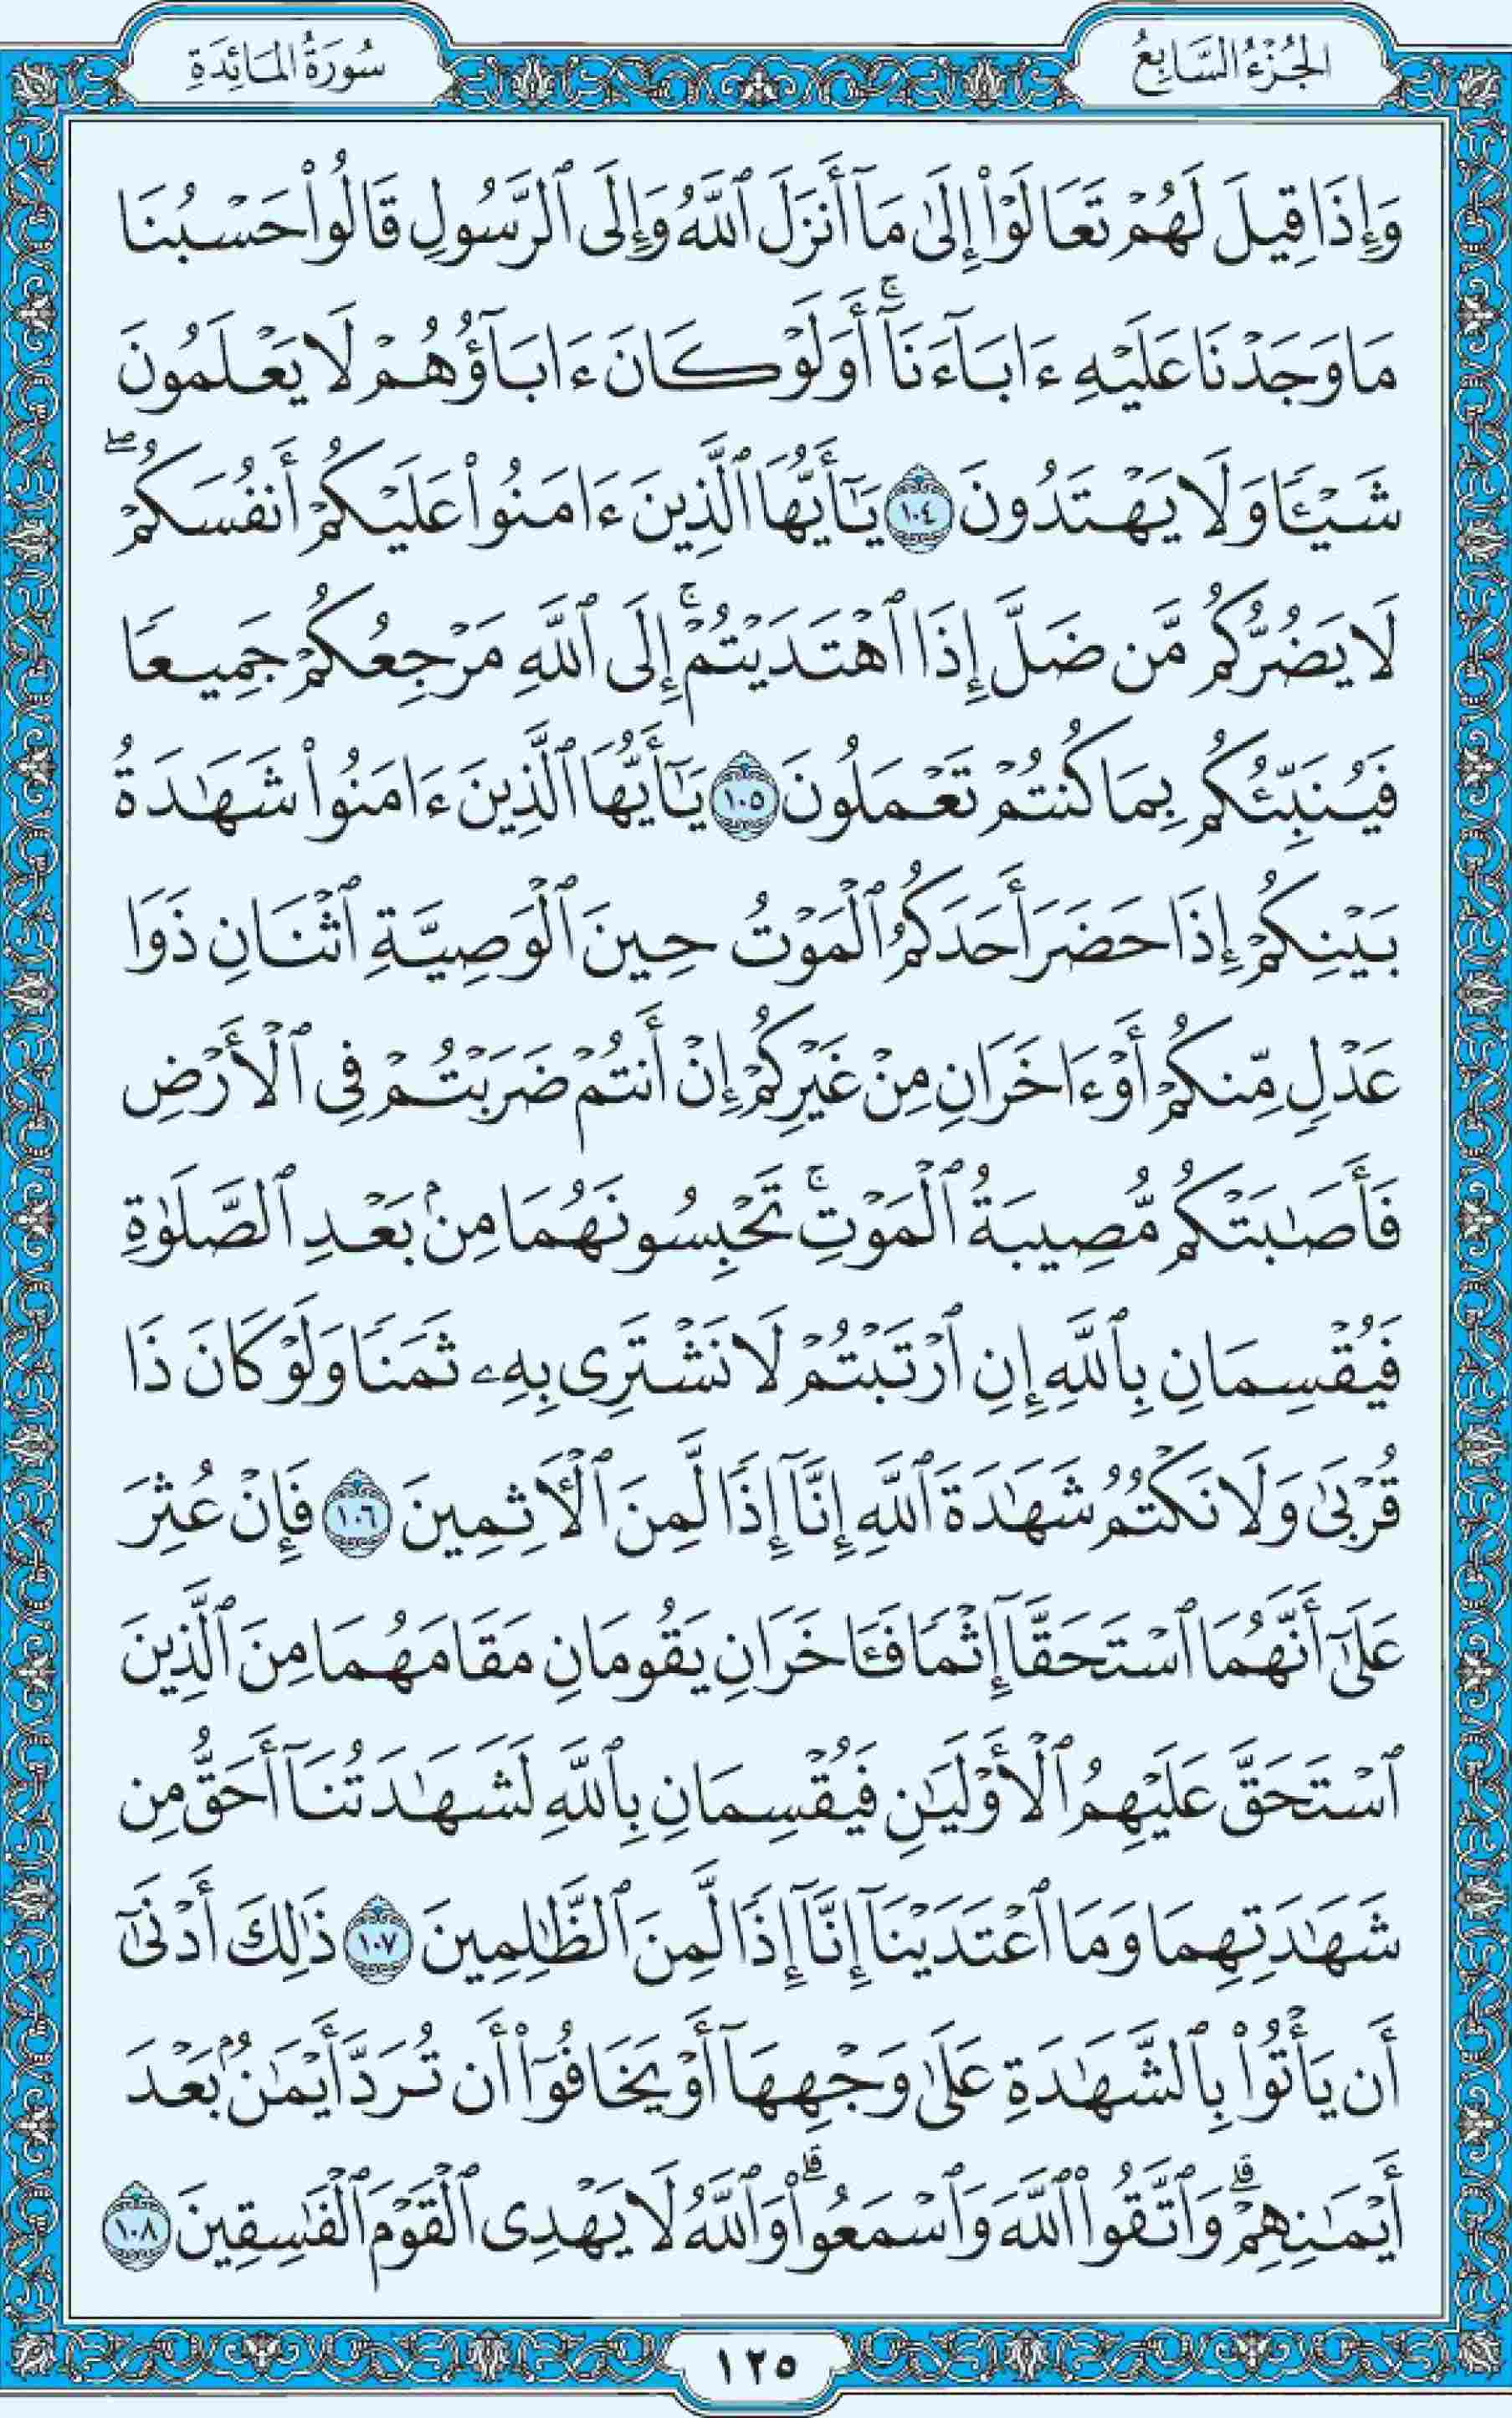 الجُزْءُ السَّابِعُ
سُورَةُ المَائِدَةِ
وَإِذَا قِيلَ لَهُمْ تَعَالَوْا۟ إِلَىٰ مَآ أَنزَلَ ٱللَّهُ وَإِلَى ٱلرَّسُولِ قَالُوا۟ حَسْبُنَا
مَا وَجَدْنَا عَلَيْهِ ءَابَآءَنَآ ۚ أَوَلَوْ كَانَ ءَابَآؤُهُمْ لَا يَعْلَمُونَ
شَيْـًٔا وَلَا يَهْتَدُونَ ١٠٤ يَـٰٓأَيُّهَا ٱلَّذِينَ ءَامَنُوا۟ عَلَيْكُمْ أَنفُسَكُمْ ۖ
لَا يَضُرُّكُم مَّن ضَلَّ إِذَا ٱهْتَدَيْتُمْ ۚ إِلَى ٱللَّهِ مَرْجِعُكُمْ جَمِيعًا
فَيُنَبِّئُكُم بِمَا كُنتُمْ تَعْمَلُونَ ١٠٥ يَـٰٓأَيُّهَا ٱلَّذِينَ ءَامَنُوا۟ شَهَـٰدَةُ
بَيْنِكُمْ إِذَا حَضَرَ أَحَدَكُمُ ٱلْمَوْتُ حِينَ ٱلْوَصِيَّةِ ٱثْنَانِ ذَوَا
عَدْلٍ مِّنكُمْ أَوْ ءَاخَرَانِ مِنْ غَيْرِكُمْ إِنْ أَنتُمْ ضَرَبْتُمْ فِى ٱلْأَرْضِ
فَأَصَـٰبَتْكُم مُّصِيبَةُ ٱلْمَوْتِ ۚ تَحْبِسُونَهُمَا مِنۢ بَعْدِ ٱلصَّلَوٰةِ
فَيُقْسِمَانِ بِٱللَّهِ إِنِ ٱرْتَبْتُمْ لَا نَشْتَرِى بِهِۦ ثَمَنًا وَلَوْ كَانَ ذَا
قُرْبَىٰ وَلَا نَكْتُمُ شَهَـٰدَةَ ٱللَّهِ إِنَّآ إِذًا لَّمِنَ ٱلْـَٔاثِمِينَ ١٠٦ فَإِنْ عُثِرَ
عَلَىٰٓ أَنَّهُمَا ٱسْتَحَقَّآ إِثْمًا فَـَٔاخَرَانِ يَقُومَانِ مَقَامَهُمَا مِنَ ٱلَّذِينَ
ٱسْتَحَقَّ عَلَيْهِمُ ٱلْأَوْلَيَـٰنِ فَيُقْسِمَانِ بِٱللَّهِ لَشَهَـٰدَتُنَآ أَحَقُّ مِن
شَهَـٰدَتِهِمَا وَمَا ٱعْتَدَيْنَآ إِنَّآ إِذًا لَّمِنَ ٱلظَّـٰلِمِينَ ١٠٧ ذَٰلِكَ أَدْنَىٰٓ
أَن يَأْتُوا۟ بِٱلشَّهَـٰدَةِ عَلَىٰ وَجْهِهَآ أَوْ يَخَافُوٓا۟ أَن تُرَدَّ أَيْمَـٰنٌۢ بَعْدَ
أَيْمَـٰنِهِمْ ۗ وَٱتَّقُوا۟ ٱللَّهَ وَٱسْمَعُوا۟ ۗ وَٱللَّهُ لَا يَهْدِى ٱلْقَوْمَ ٱلْفَـٰسِقِينَ ١٠٨
١٢٥